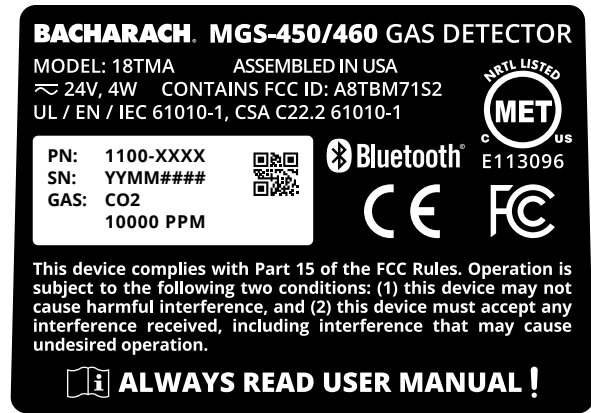 BACHARACH. MGS-450/460 GAS DETECTOR
MODEL: 18TMA ASSEMBLED IN USA
24V, 4W CONTAINS FCC ID: A8TBM71S2
UL / EN / IEC 61010-1, CSA C22.2 61010-1
NRTL LISTED
MET
C US
E113096
PN: 1100-XXXX
SN: YYMM####
GAS: CO2
10000 PPM
Bluetooth®
CE FC
This device complies with Part 15 of the FCC Rules. Operation is
subject to the following two conditions: (1) this device may not
cause harmful interference, and (2) this device must accept any
interference received, including interference that may cause
undesired operation.
i ALWAYS READ USER MANUAL!